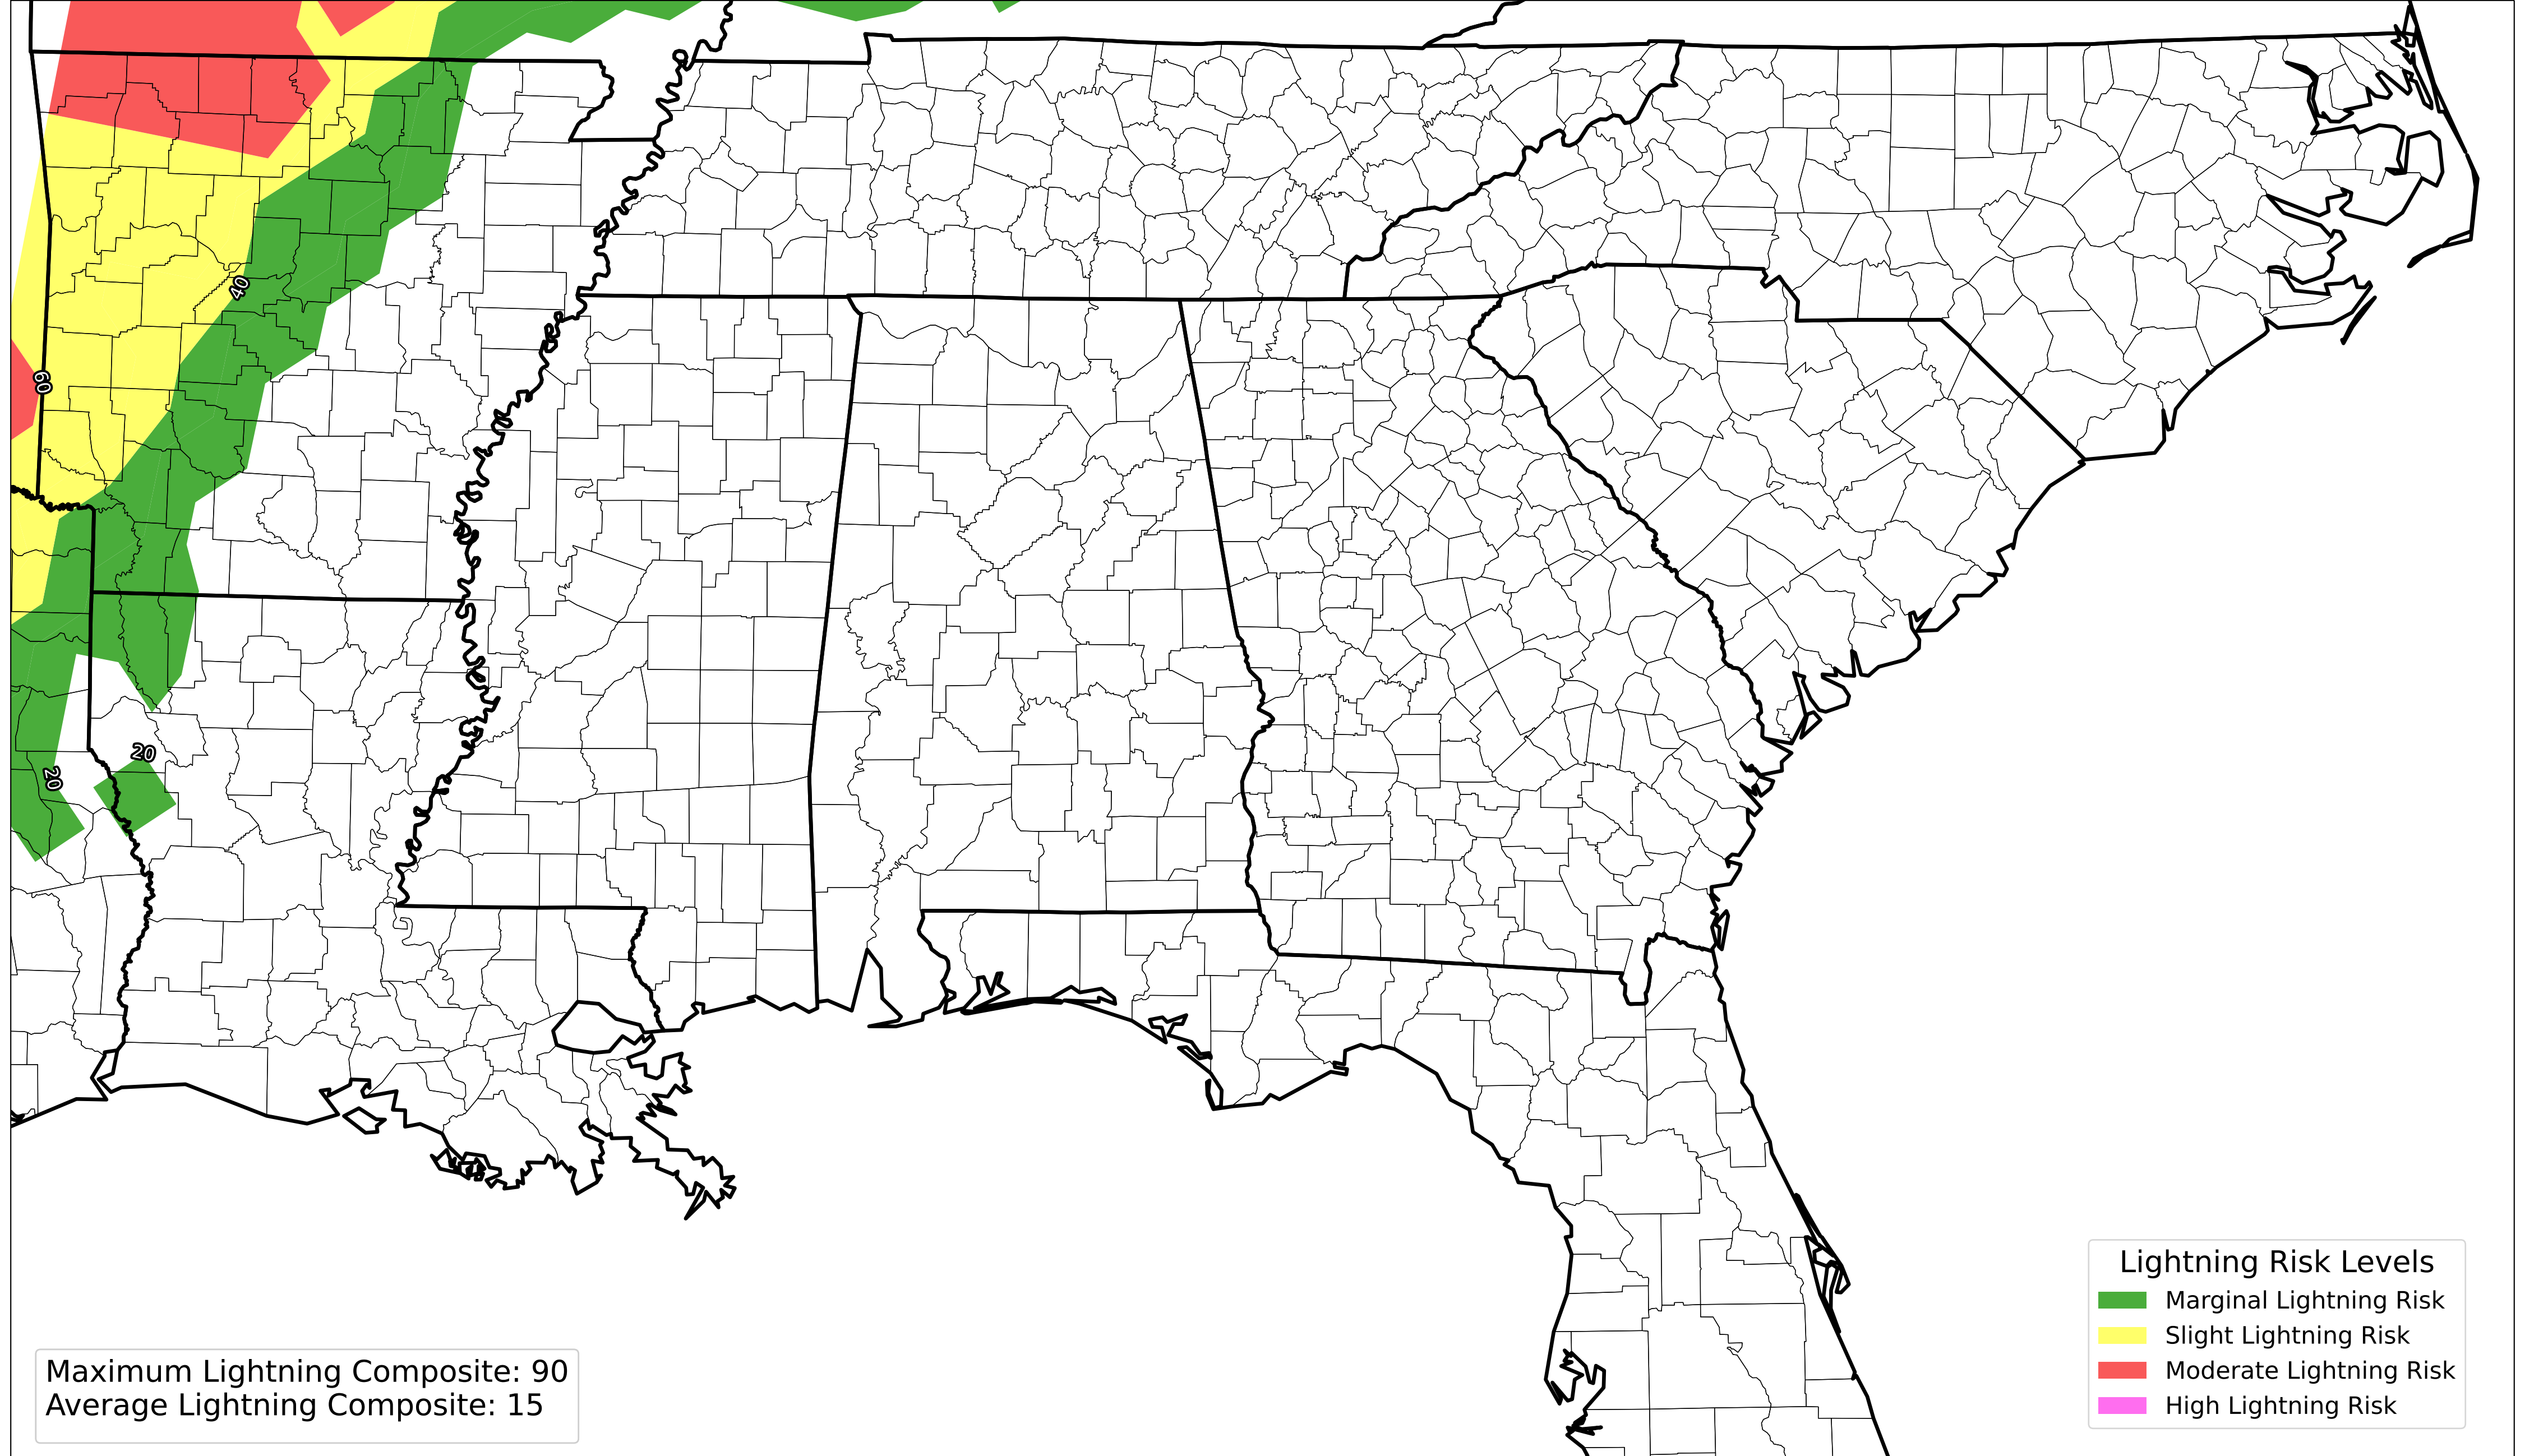 40
60
20
20
Lightning Risk Levels
Marginal Lightning Risk
Slight Lightning Risk
Moderate Lightning Risk
High Lightning Risk
Maximum Lightning Composite: 90
Average Lightning Composite: 15